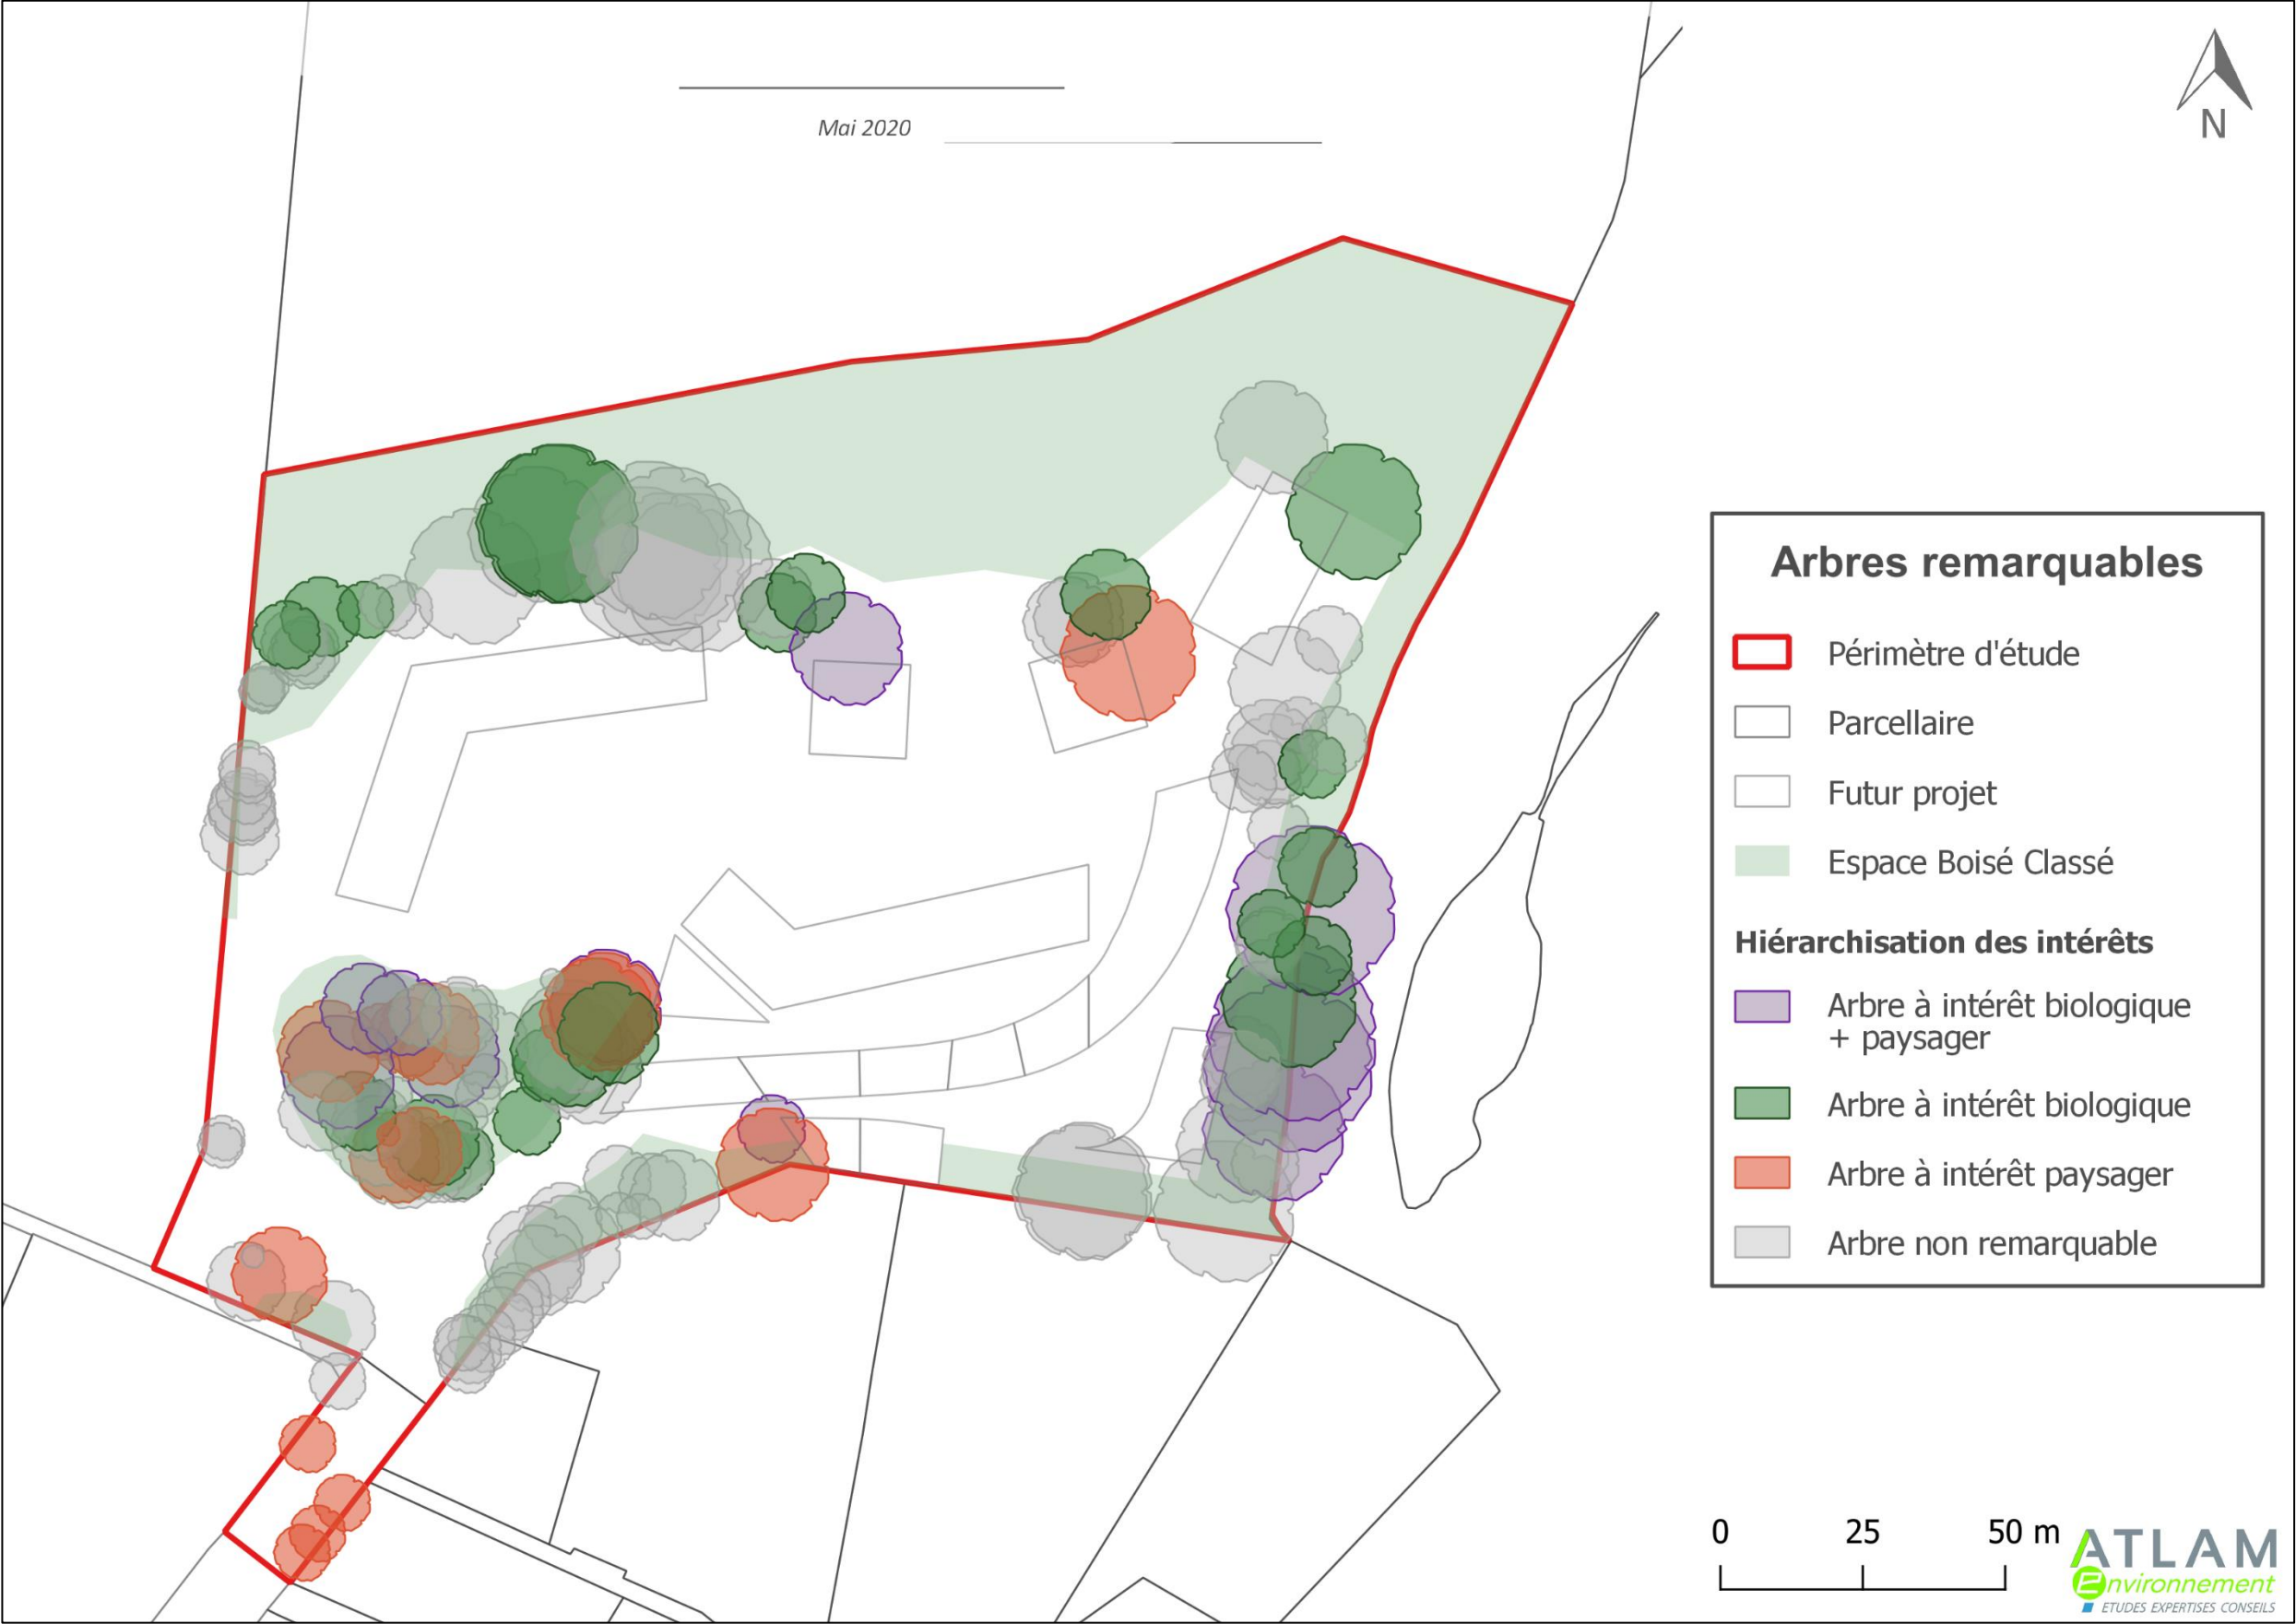 Mai 2020
N
Arbres remarquables
Périmètre d'étude
Parcellaire
Futur projet
Espace Boisé Classé
Hiérarchisation des intérêts
Arbre à intérêt biologique
+ paysager
Arbre à intérêt biologique
Arbre à intérêt paysager
Arbre non remarquable
0 25 50 m
ATLAM
Environnement
ETUDES EXPERTISES CONSEILS